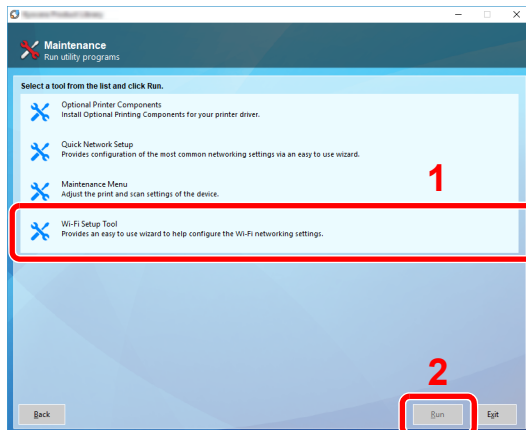 Maintenance
Run utility programs
Select a tool from the list and click Run.
Optional Printer Components
Install Optional Printing Components for your printer driver.
Quick Network Setup
Provides configuration of the most common networking settings via an easy to use wizard.
Maintenance Menu
Adjust the print and scan settings of the device.
1
Wi-Fi Setup Tool
Provides an easy to use wizard to help configure the Wi-Fi networking settings.
2
Back
Run
Exit